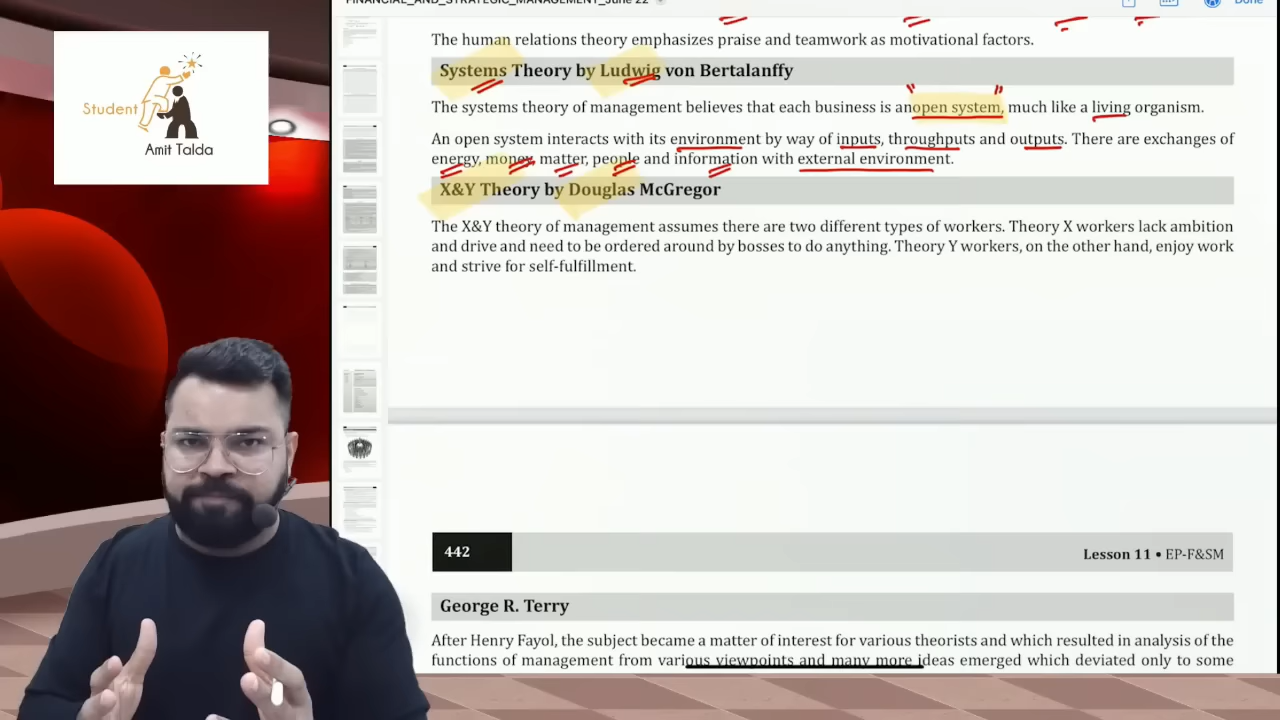 FINANCIAL_AND_STRATEGIC_MANAGEMENT_June 22
Done
Student
Amit Talda
The human relations theory emphasizes praise and teamwork as motivational factors.
Systems Theory by Ludwig von Bertalanffy
The systems theory of management believes that each business is an open system, much like a living organism.
An open system interacts with its environment by way of inputs, throughputs and outputs. There are exchanges of
energy, money, matter, people and information with external environment.
X&Y Theory by Douglas McGregor
The X&Y theory of management assumes there are two different types of workers. Theory X workers lack ambition
and drive and need to be ordered around by bosses to do anything. Theory Y workers, on the other hand, enjoy work
and strive for self-fulfillment.
442
Lesson 11 • EP-F&SM
George R. Terry
After Henry Fayol, the subject became a matter of interest for various theorists and which resulted in analysis of the
functions of management from various viewpoints and many more ideas emerged which deviated only to some